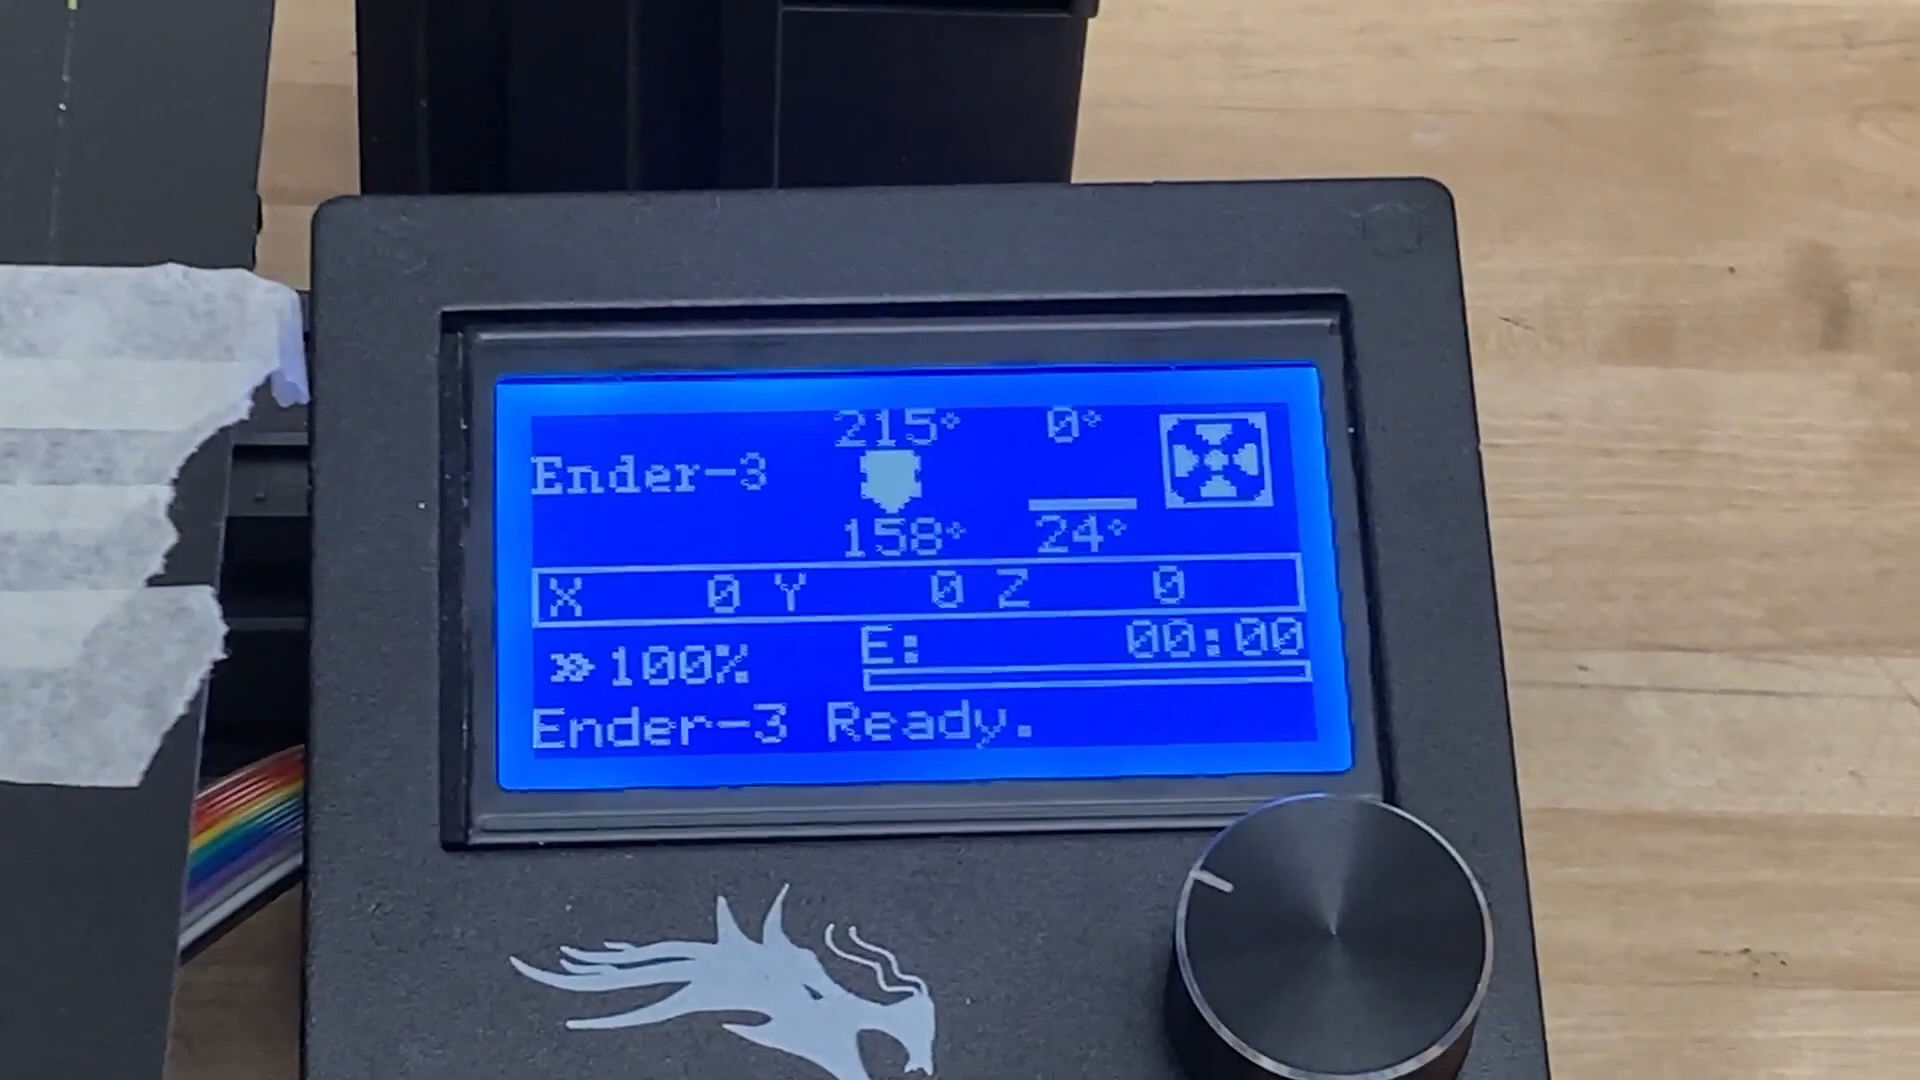 215° 0°
Ender-3
158° 24°
X 0 Y 0 Z 0
E: 00:00
»100%
Ender-3 Ready.